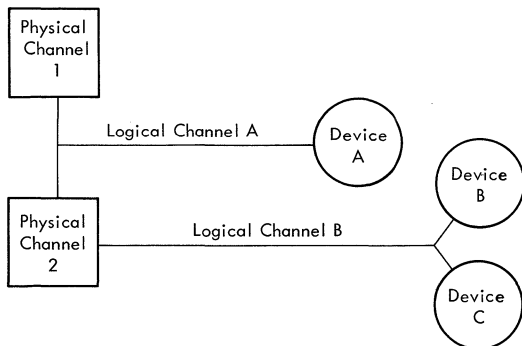 Physical
Channel
1
Logical Channel A
Device
A
Device
B
Physical
Channel
2
Logical Channel B
Device
C